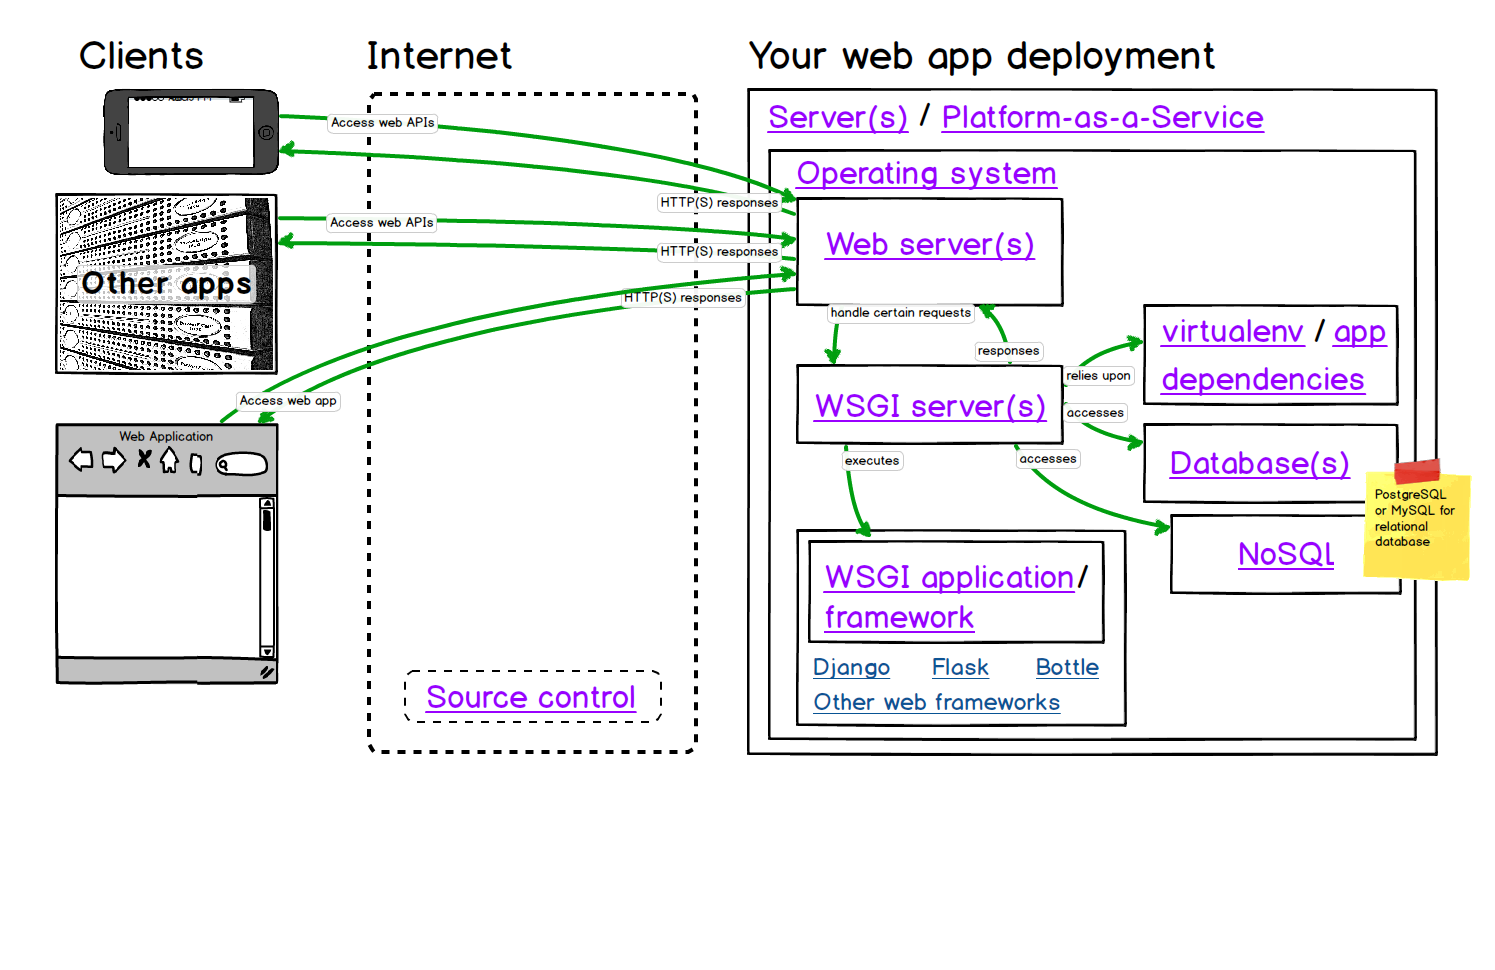 Clients
Internet
Your web app deployment
Server(s) / Platform-as-a-Service
Operating system
Access web APIs
HTTP(S) responses
Web server(s)
Access web APIs
HTTP(S) responses
Other apps
HTTP(S) responses
handle certain requests
responses
virtualenv / app
dependencies
relies upon
Access web app
WSGI server(s)
accesses
Web Application
executes
accesses
Database(s)
PostgreSQL
or MySQL for
relational
database
NoSQL
WSGI application/
framework
Django Flask Bottle
Other web frameworks
Source control